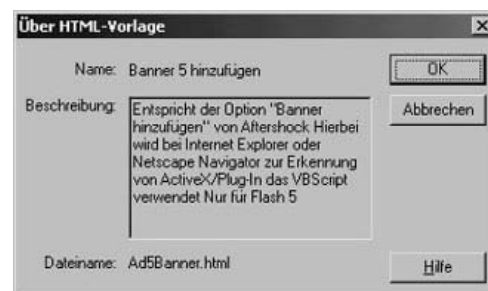 Über HTML-Vorlage
Name: Banner 5 hinzufügen
OK
Beschreibung: Entspricht der Option "Banner
hinzufügen" von Aftershock Hierbei
wird bei Internet Explorer oder
Netscape Navigator zur Erkennung
von ActiveX/Plug-In das VBScript
verwendet Nur für Flash 5
Abbrechen
Dateiname: Ad5Banner.html
Hilfe